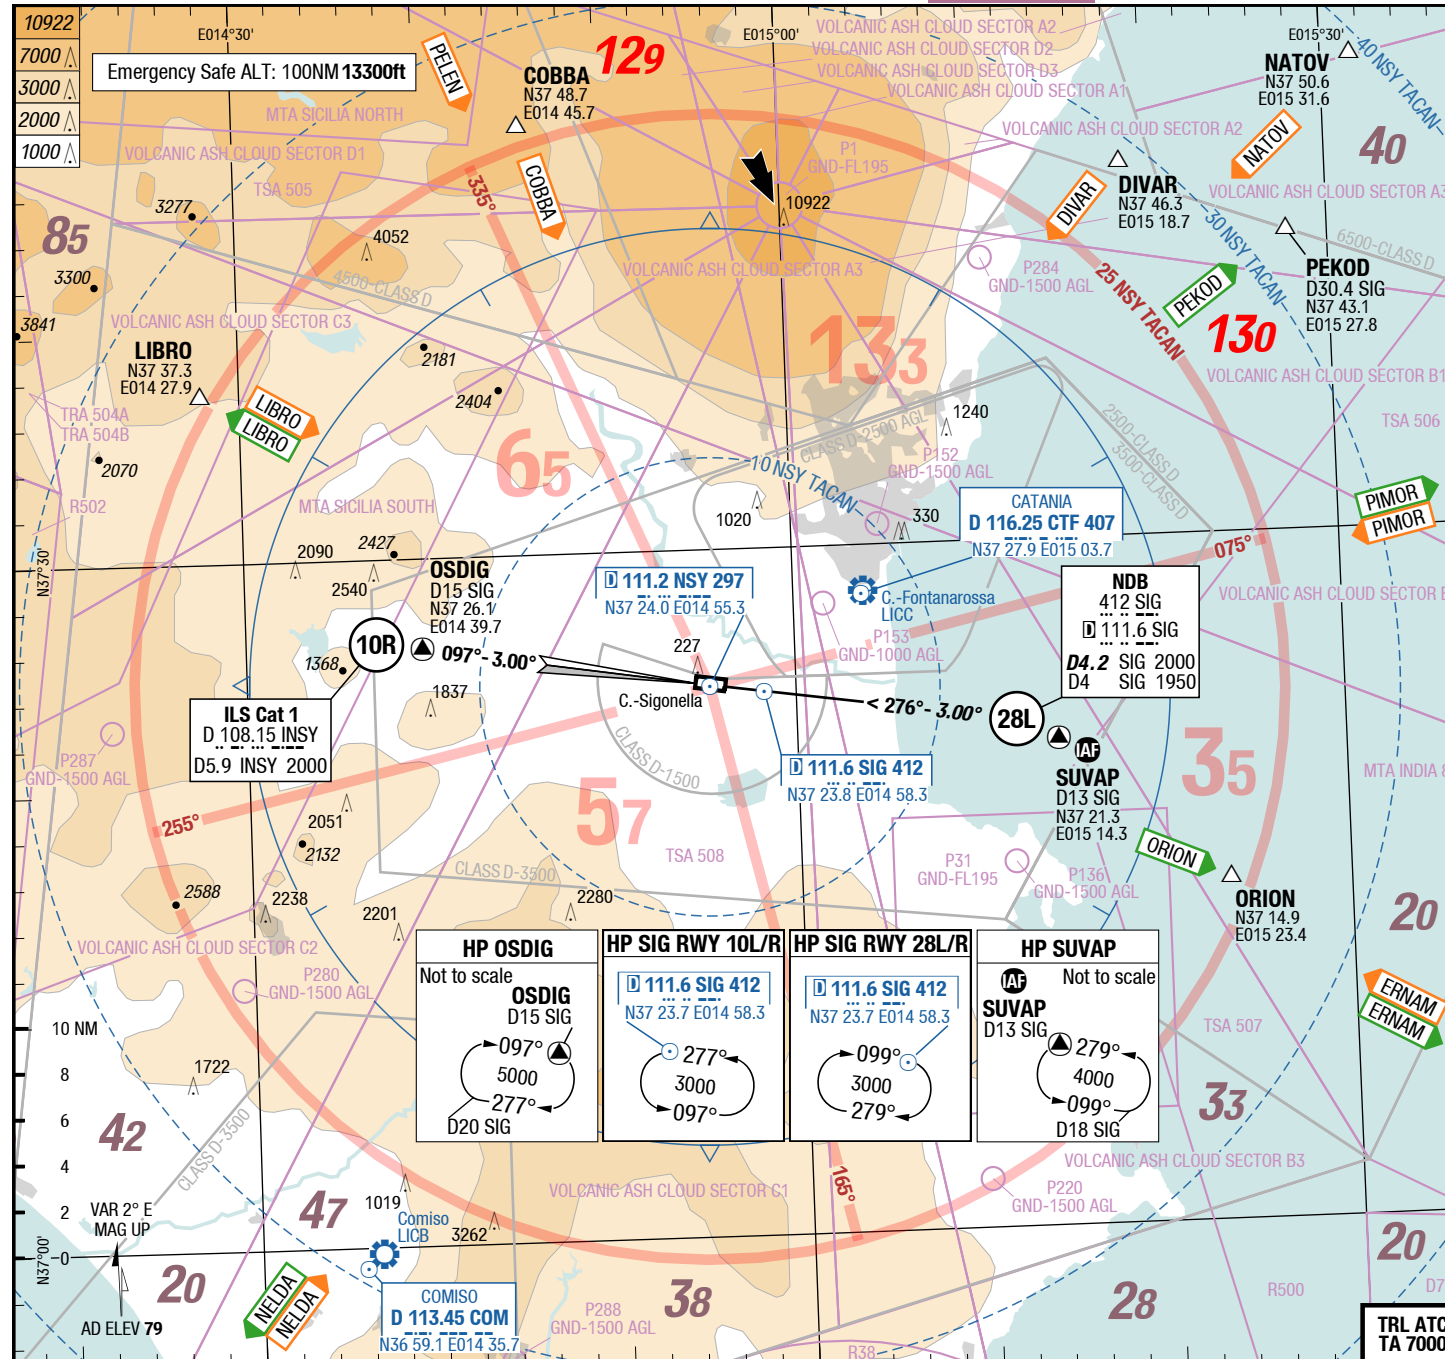 10922
7000
3000
2000
1000
E014°30'
E015°00'
E015°30'
Emergency Safe ALT: 100NM 13300ft
PELEN
COBBA
N37 48.7
E014 45.7
129
VOLCANIC ASH CLOUD SECTOR A2
VOLCANIC ASH CLOUD SECTOR D2
VOLCANIC ASH CLOUD SECTOR D3
VOLCANIC ASH CLOUD SECTOR A1
VOLCANIC ASH CLOUD SECTOR A2
NATOV
N37 50.6
E015 31.6
NATOV
40 NSY TACAN
40
MTA SICILIA NORTH
VOLCANIC ASH CLOUD SECTOR D1
TSA 505
P1
GND-FL195
335°
COBBA
10922
DIVAR
DIVAR
N37 46.3
E015 18.7
VOLCANIC ASH CLOUD SECTOR A3
30 NSY TACAN
6500-CLASS D
3277
85
4052
3300
4500-CLASS D
VOLCANIC ASH CLOUD SECTOR A3
P284
GND-1500 AGL
25 NSY TACAN
PEKOD
PEKOD
D30.4 SIG
N37 43.1
E015 27.8
130
133
3841
VOLCANIC ASH CLOUD SECTOR C3
LIBRO
N37 37.3
E014 27.9
2181
2404
LIBRO
LIBRO
VOLCANIC ASH CLOUD SECTOR B1
TSA 506
TRA 504A
TRA 504B
2070
R502
65
1240
CLASS D-2500 AGL
2500-CLASS D
3500-CLASS D
P152
GND-1500 AGL
10 NSY TACAN
MTA SICILIA SOUTH
1020
330
PIMOR
PIMOR
CATANIA
D 116.25 CTF 407
N37 27.9 E015 03.7
075°
N37°30'
2090
2427
2540
OSDIG
D15 SIG
N37 26.1
E014 39.7
D 111.2 NSY 297
N37 24.0 E014 55.3
C.-Fontanarossa
LICC
NDB
412 SIG
D 111.6 SIG
D4.2 SIG 2000
D4 SIG 1950
VOLCANIC ASH CLOUD SECTOR B
10R
097°- 3.00°
1368
227
P153
GND-1000 AGL
1837
C.-Sigonella
< 276°- 3.00°
28L
ILS Cat 1
D 108.15 INSY
D5.9 INSY 2000
P287
GND-1500 AGL
CLASS D-1500
D 111.6 SIG 412
N37 23.8 E014 58.3
IAF
SUVAP
D13 SIG
N37 21.3
E015 14.3
35
MTA INDIA 8
255°
2051
2132
57
TSA 508
CLASS D-3500
P31
GND-FL195
P136
GND-1500 AGL
ORION
ORION
N37 14.9
E015 23.4
2588
2238
2201
2280
20
VOLCANIC ASH CLOUD SECTOR C2
P280
GND-1500 AGL
HP OSDIG
Not to scale
OSDIG
D15 SIG
097°
5000
277°
D20 SIG
HP SIG RWY 10L/R
D 111.6 SIG 412
N37 23.7 E014 58.3
277°
3000
097°
HP SIG RWY 28L/R
D 111.6 SIG 412
N37 23.7 E014 58.3
099°
3000
279°
HP SUVAP
IAF
Not to scale
SUVAP
D13 SIG
279°
4000
099°
D18 SIG
ERNAM
ERNAM
TSA 507
33
10 NM
8
6
4
2
0
1722
42
CLASS D-3500
VOLCANIC ASH CLOUD SECTOR B3
165°
VOLCANIC ASH CLOUD SECTOR C1
P220
GND-1500 AGL
VAR 2° E
MAG UP
47
1019
Comiso
LICB
3262
N37°00'
20
20
NELDA
NELDA
COMISO
D 113.45 COM
N36 59.1 E014 35.7
P288
GND-1500 AGL
38
28
R500
D7
AD ELEV 79
R38
TRL ATC
TA 7000